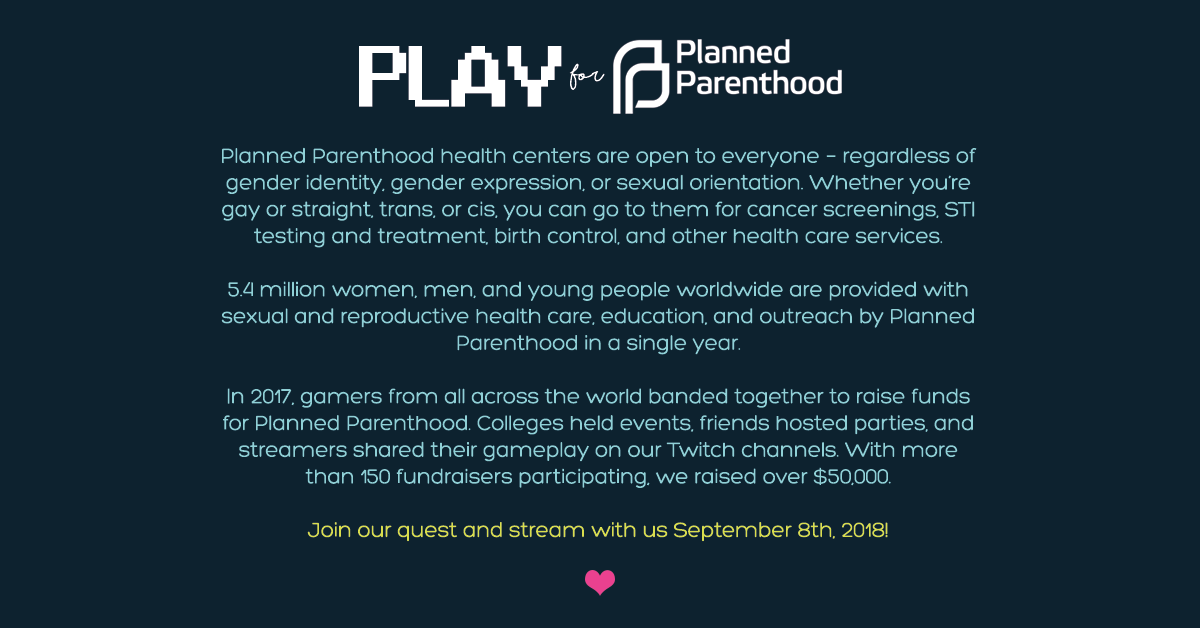 PLAY for Planned Parenthood
Planned Parenthood health centers are open to everyone – regardless of
gender identity, gender expression, or sexual orientation. Whether you're
gay or straight, trans, or cis, you can go to them for cancer screenings, STI
testing and treatment, birth control, and other health care services.
5.4 million women, men, and young people worldwide are provided with
sexual and reproductive health care, education, and outreach by Planned
Parenthood in a single year.
In 2017, gamers from all across the world banded together to raise funds
for Planned Parenthood. Colleges held events, friends hosted parties, and
streamers shared their gameplay on our Twitch channels. With more
than 150 fundraisers participating, we raised over $50,000.
Join our quest and stream with us September 8th, 2018!